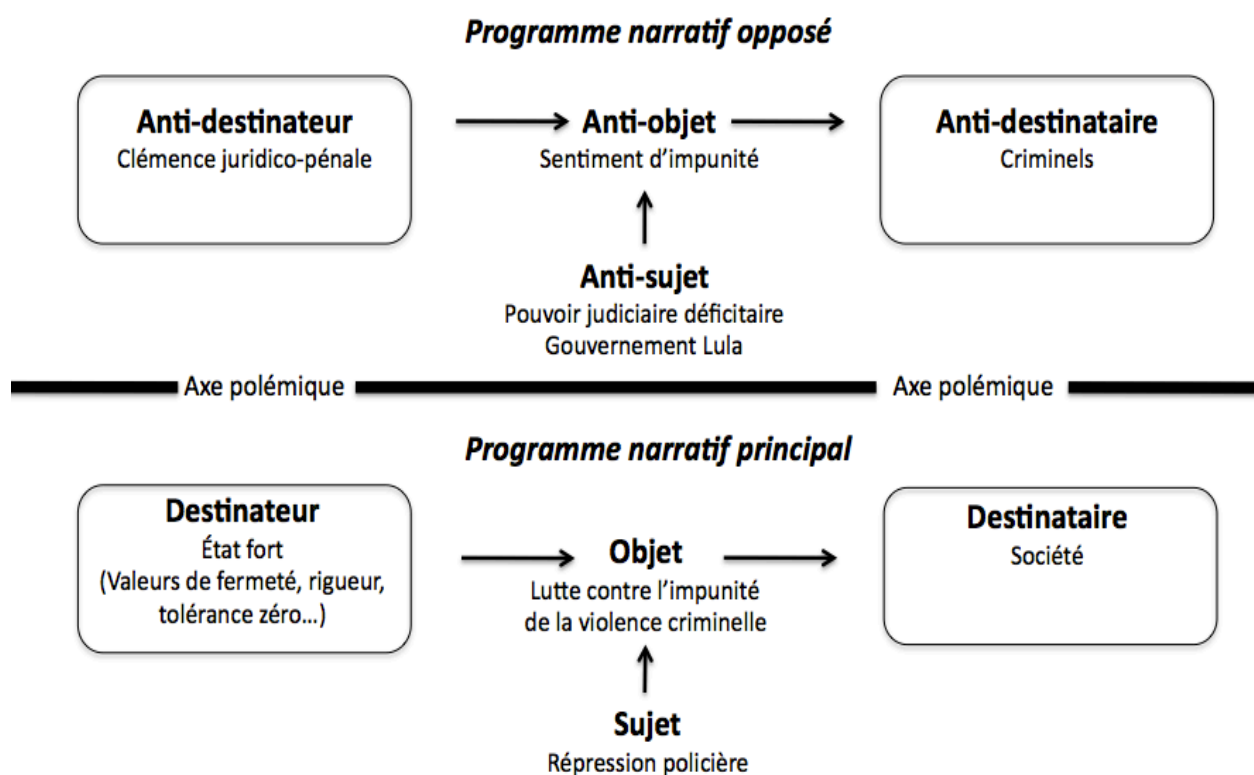 Programme narratif opposé
Anti-destinateur
Clémence juridico-pénale
Anti-objet
Sentiment d’impunité
Anti-destinataire
Criminels
Anti-sujet
Pouvoir judiciaire déficitaire
Gouvernement Lula
Axe polémique
Axe polémique
Programme narratif principal
Destinateur
État fort
(Valeurs de fermeté, rigueur,
tolérance zéro…)
Objet
Lutte contre l’impunité
de la violence criminelle
Destinataire
Société
Sujet
Répression policière